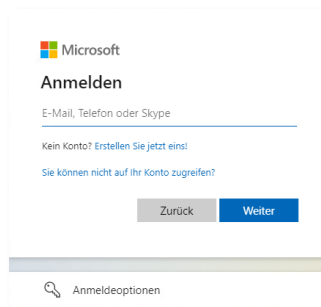 Microsoft
Anmelden
E-Mail, Telefon oder Skype
Kein Konto? Erstellen Sie jetzt eins!
Sie können nicht auf Ihr Konto zugreifen?
Zurück Weiter
Anmeldeoptionen